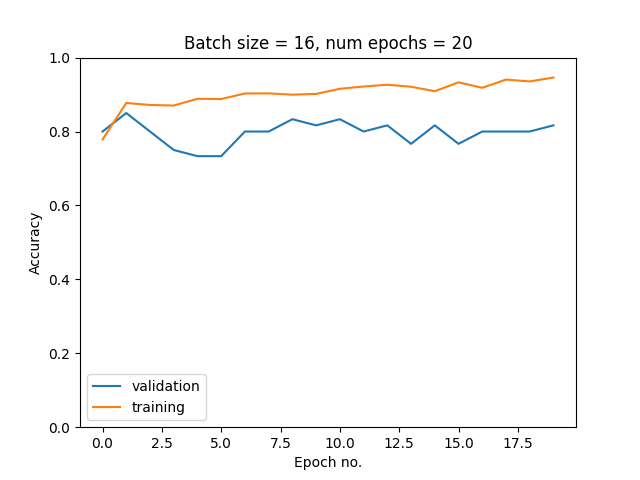 Batch size = 16, num epochs = 20
1.0
0.8
0.6
0.4
0.2
0.0
Accuracy
validation
training
0.0 2.5 5.0 7.5 10.0 12.5 15.0 17.5
Epoch no.